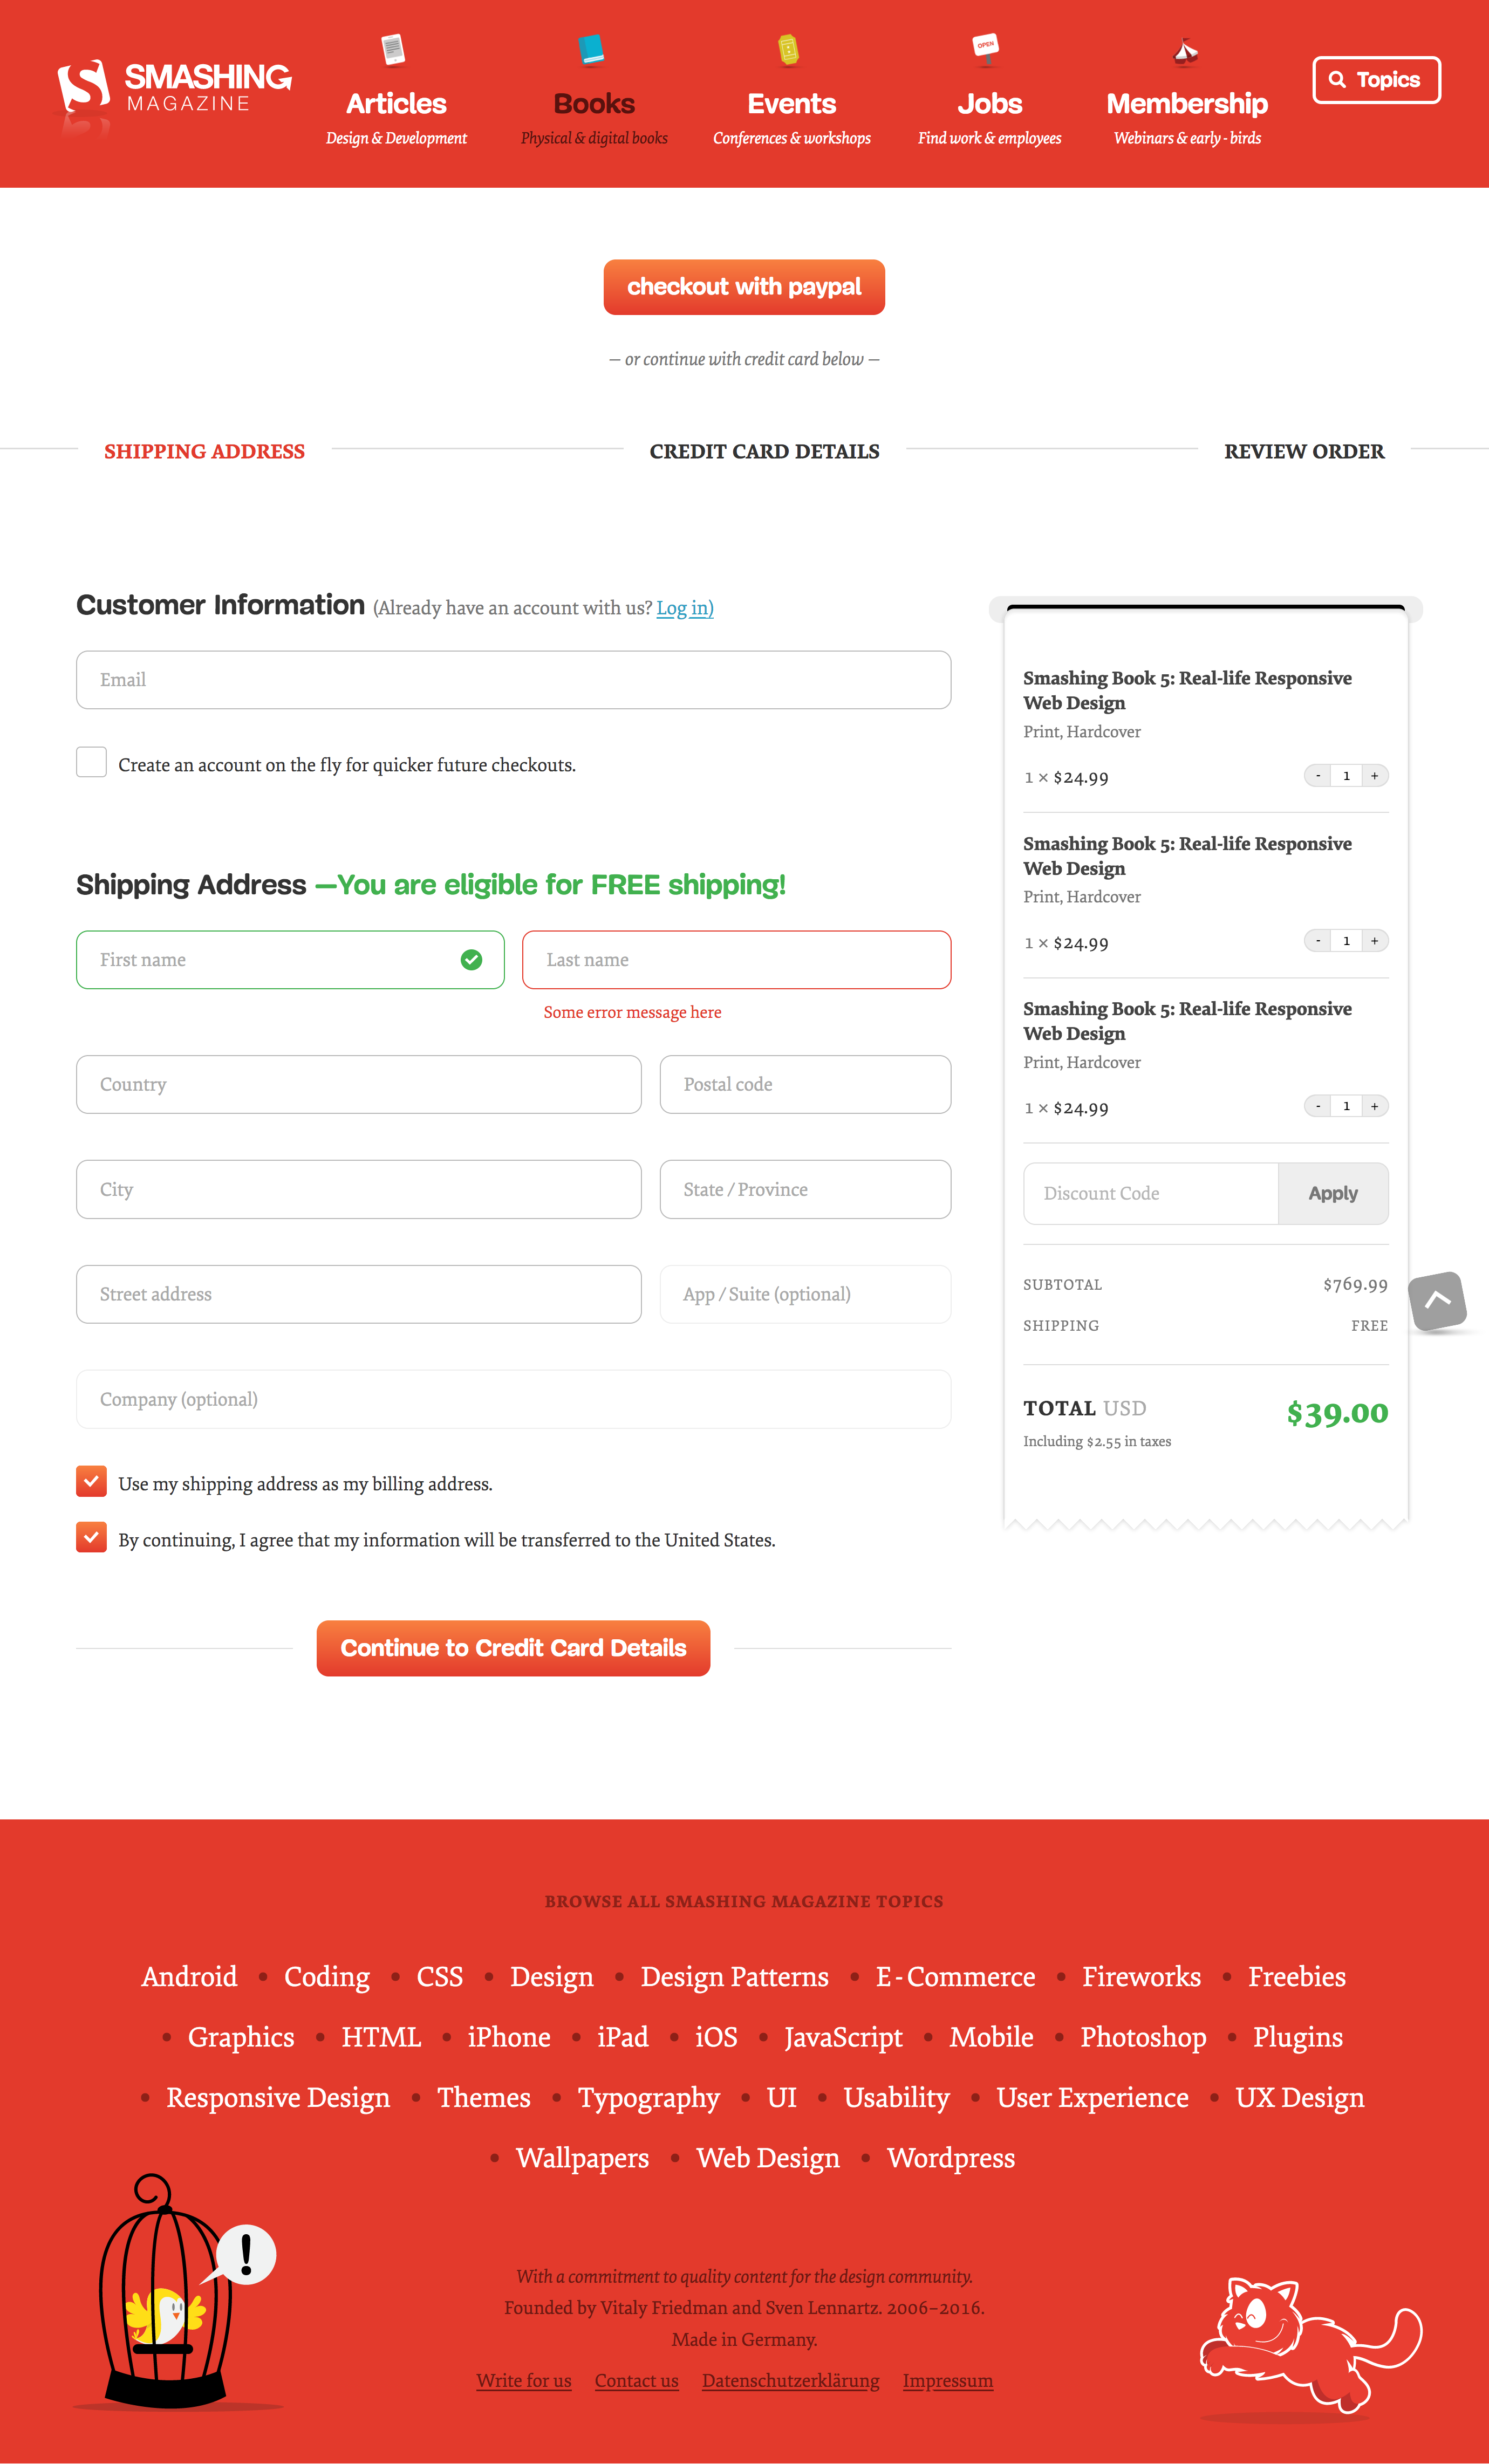 SMASHING
MAGAZINE
Articles
Design & Development
Books
Physical & digital books
Events
Conferences & workshops
OPEN
Jobs
Find work & employees
Membership
Webinars & early - birds
Topics
checkout with paypal
— or continue with credit card below —
SHIPPING ADDRESS
CREDIT CARD DETAILS
REVIEW ORDER
Customer Information (Already have an account with us? Log in)
Email
Create an account on the fly for quicker future checkouts.
Shipping Address —You are eligible for FREE shipping!
First name
Last name
Some error message here
Country
Postal code
City
State / Province
Street address
App / Suite (optional)
Company (optional)
Use my shipping address as my billing address.
By continuing, I agree that my information will be transferred to the United States.
Continue to Credit Card Details
Smashing Book 5: Real-life Responsive
Web Design
Print, Hardcover
1 × $24.99
- 1 +
Smashing Book 5: Real-life Responsive
Web Design
Print, Hardcover
1 × $24.99
- 1 +
Smashing Book 5: Real-life Responsive
Web Design
Print, Hardcover
1 × $24.99
- 1 +
Discount Code
Apply
SUBTOTAL $769.99
SHIPPING FREE
TOTAL USD $39.00
Including $2.55 in taxes
BROWSE ALL SMASHING MAGAZINE TOPICS
Android • Coding • CSS • Design • Design Patterns • E - Commerce • Fireworks • Freebies
• Graphics • HTML • iPhone • iPad • iOS • JavaScript • Mobile • Photoshop • Plugins
• Responsive Design • Themes • Typography • UI • Usability • User Experience • UX Design
• Wallpapers • Web Design • Wordpress
!
With a commitment to quality content for the design community.
Founded by Vitaly Friedman and Sven Lennartz. 2006–2016.
Made in Germany.
Write for us Contact us Datenschutzerklärung Impressum